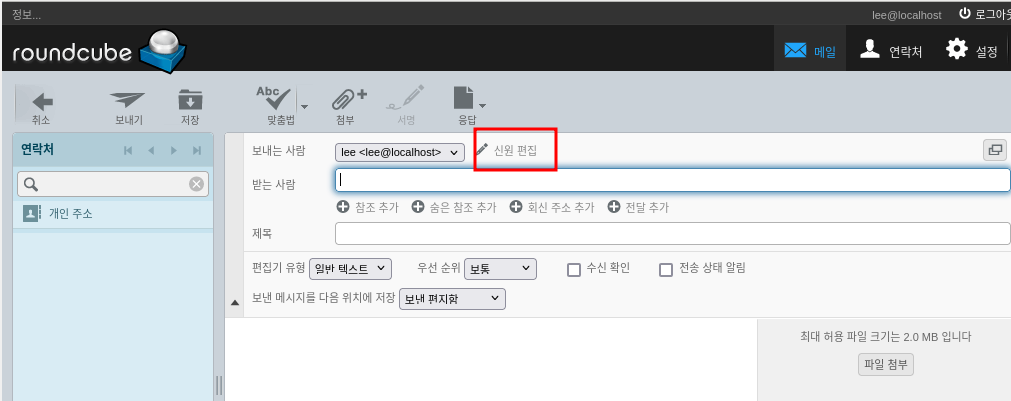 정보...
lee@localhost 로그아웃
roundcube
메일 연락처 설정
취소 보내기 저장 Abc 맞춤법 첨부 서명 응답
연락처
개인 주소
보내는 사람 lee <lee@localhost> 신원 편집
받는 사람
참조 추가 숨은 참조 추가 회신 주소 추가 전달 추가
제목
편집기 유형 일반 텍스트 우선 순위 보통 수신 확인 전송 상태 알림
보낸 메시지를 다음 위치에 저장 보낸 편지함
최대 허용 파일 크기는 2.0 MB 입니다
파일 첨부